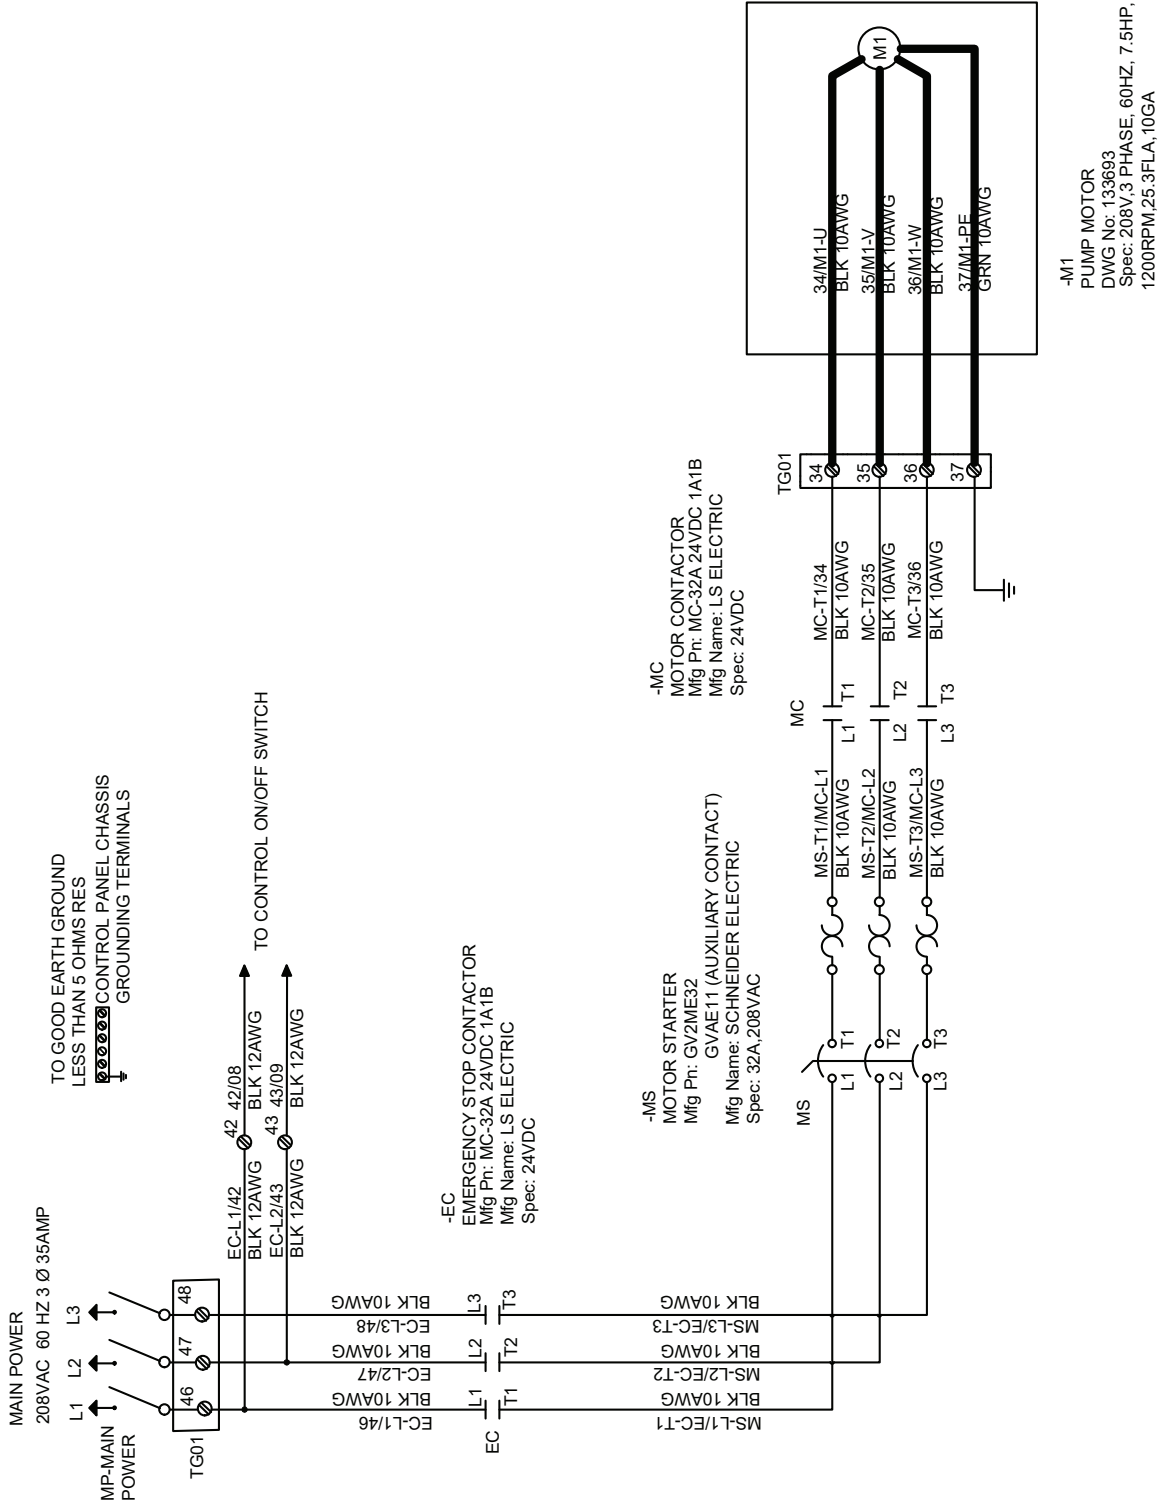 MAIN POWER
208VAC 60 HZ 3 Ø 35AMP
L1
L2
L3
MP-MAIN
POWER
TG01
46
47
48
TO GOOD EARTH GROUND
LESS THAN 5 OHMS RES
CONTROL PANEL CHASSIS
GROUNDING TERMINALS
EC-L1/42
BLK 12AWG
EC-L2/43
BLK 12AWG
42
43
42/08
BLK 12AWG
43/09
BLK 12AWG
TO CONTROL ON/OFF SWITCH
EC-L1/46
BLK 10AWG
EC-L2/47
BLK 10AWG
EC-L3/48
BLK 10AWG
-EC
EMERGENCY STOP CONTACTOR
Mfg Pn: MC-32A 24VDC 1A1B
Mfg Name: LS ELECTRIC
Spec: 24VDC
EC
L1
T1
L2
T2
L3
T3
MS-L1/EC-T1
BLK 10AWG
MS-L2/EC-T2
BLK 10AWG
MS-L3/EC-T3
BLK 10AWG
-MS
MOTOR STARTER
Mfg Pn: GV2ME32
GVAE11 (AUXILIARY CONTACT)
Mfg Name: SCHNEIDER ELECTRIC
Spec: 32A,208VAC
MS
L1
T1
L2
T2
L3
T3
MS-T1/MC-L1
BLK 10AWG
MS-T2/MC-L2
BLK 10AWG
MS-T3/MC-L3
BLK 10AWG
-MC
MOTOR CONTACTOR
Mfg Pn: MC-32A 24VDC 1A1B
Mfg Name: LS ELECTRIC
Spec: 24VDC
MC
L1
T1
L2
T2
L3
T3
MC-T1/34
BLK 10AWG
MC-T2/35
BLK 10AWG
MC-T3/36
BLK 10AWG
TG01
34
35
36
37
34/M1-U
BLK 10AWG
35/M1-V
BLK 10AWG
36/M1-W
BLK 10AWG
37/M1-PE
GRN 10AWG
M1
-M1
PUMP MOTOR
DWG No: 133693
Spec: 208V,3 PHASE, 60HZ, 7.5HP,
1200RPM,25.3FLA,10GA